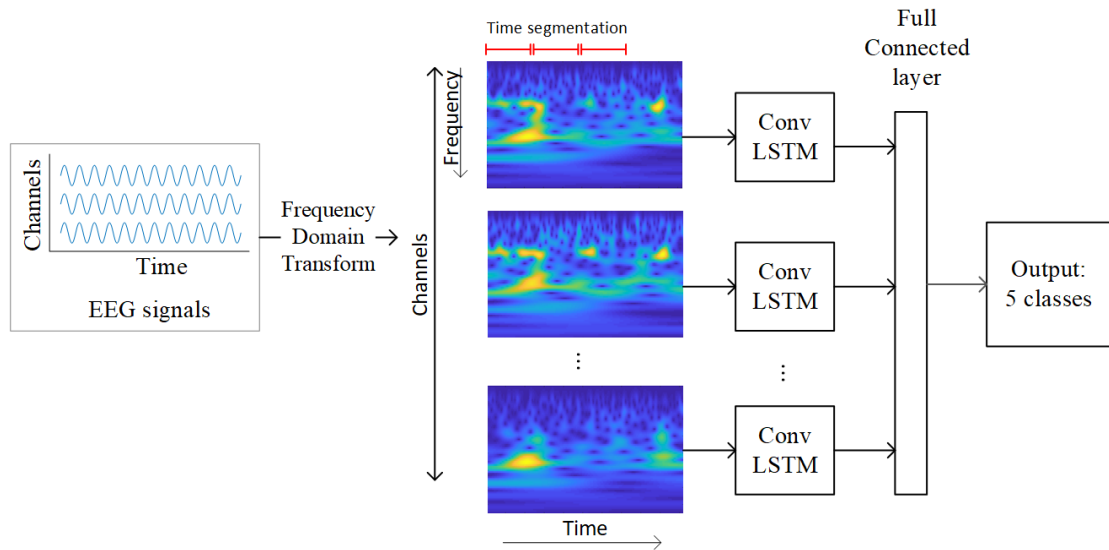 Channels
Time
EEG signals
Frequency
Domain
Transform
Channels
Time segmentation
Frequency
Conv
LSTM
Conv
LSTM
...
...
Conv
LSTM
Time
Full
Connected
layer
Output:
5 classes